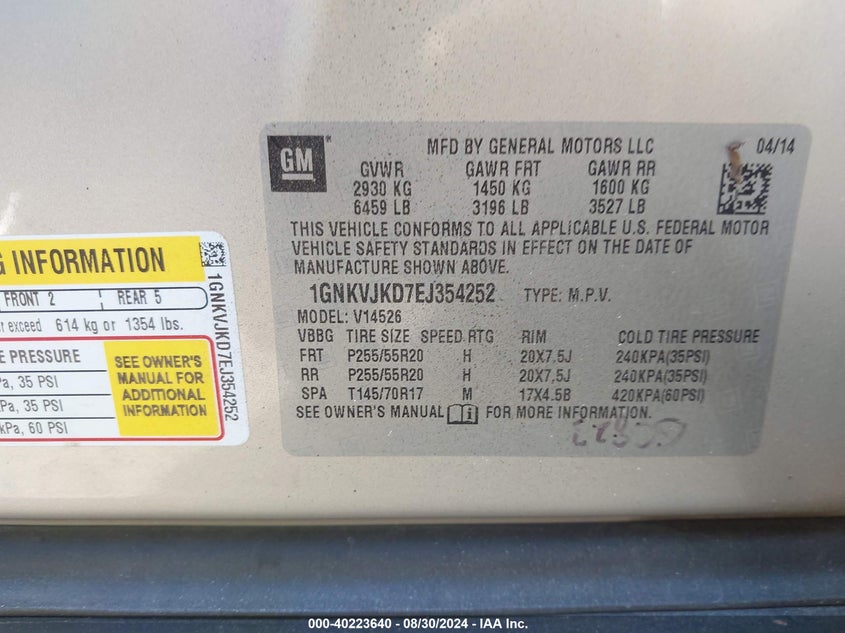 GM
MFD BY GENERAL MOTORS LLC 04/14
GVWR GAWR FRT GAWR RR
2930 KG 1450 KG 1600 KG
6459 LB 3196 LB 3527 LB
THIS VEHICLE CONFORMS TO ALL APPLICABLE U.S. FEDERAL MOTOR
VEHICLE SAFETY STANDARDS IN EFFECT ON THE DATE OF
MANUFACTURE SHOWN ABOVE.
1GNKVJKD7EJ354252 TYPE: M.P.V.
MODEL: V14526
VBBG TIRE SIZE SPEED RTG RIM COLD TIRE PRESSURE
FRT P255/55R20 H 20X7.5J 240KPA(35PSI)
RR P255/55R20 H 20X7.5J 240KPA(35PSI)
SPA T145/70R17 M 17X4.5B 420KPA(60PSI)
SEE OWNER'S MANUAL FOR MORE INFORMATION.
G INFORMATION
FRONT 2 REAR 5
r exceed 614 kg or 1354 lbs.
E PRESSURE
Pa, 35 PSI
kPa, 35 PSI
kPa, 60 PSI
SEE OWNER'S
MANUAL FOR
ADDITIONAL
INFORMATION
1GNKVJKD7EJ354252
000-40223640 - 08/30/2024 - IAA Inc.